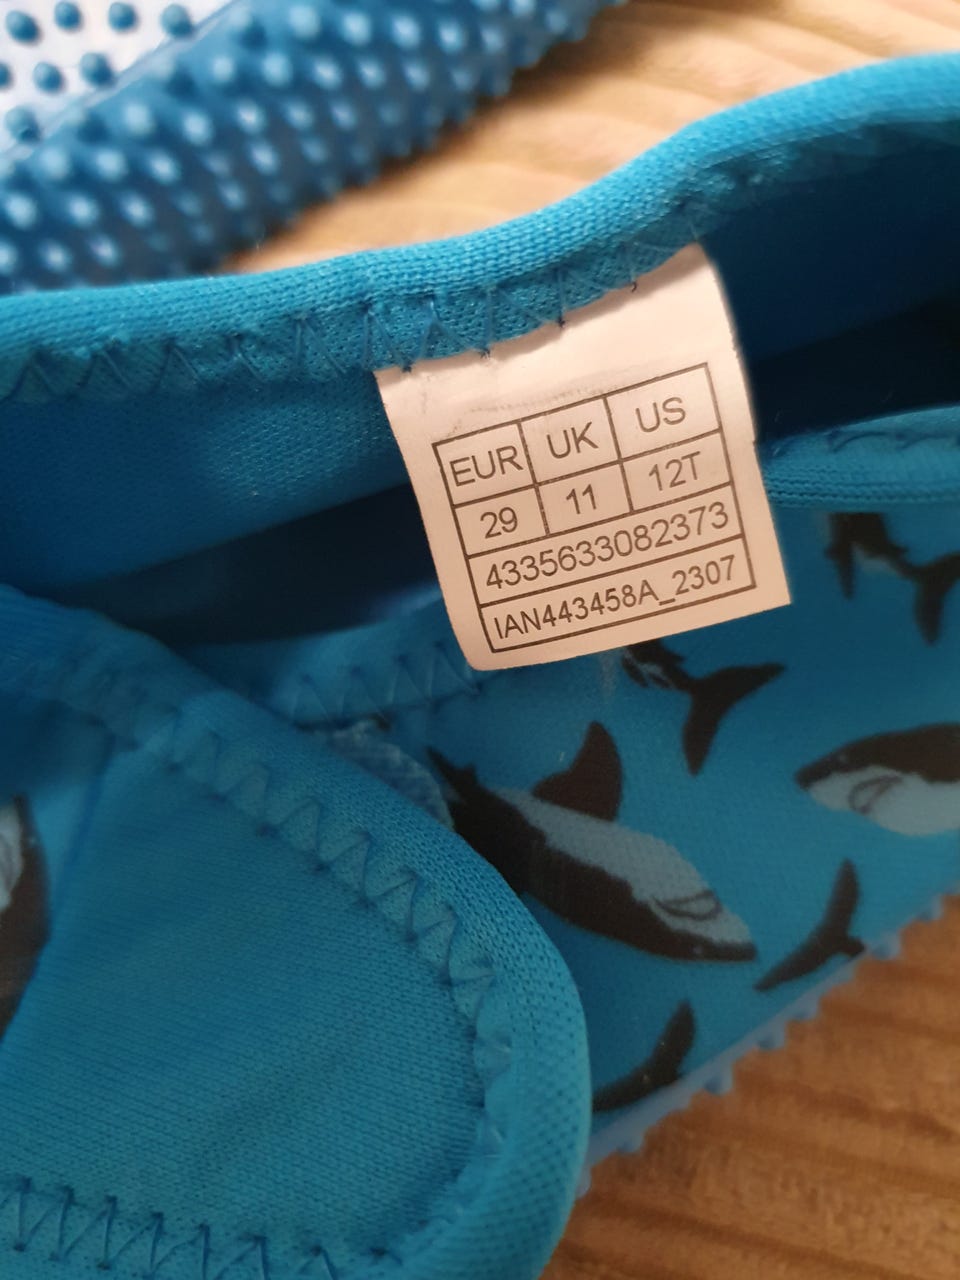 EUR UK US
29 11 12T
4335633082373
IAN443458A_2307